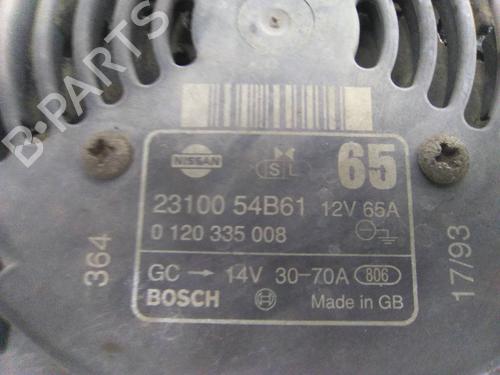 B-PARTS
NISSAN
S L
65
23100 54B61 12V 65A
0 120 335 008
364
17/93
GC → 14V 30-70A 806
BOSCH Made in GB